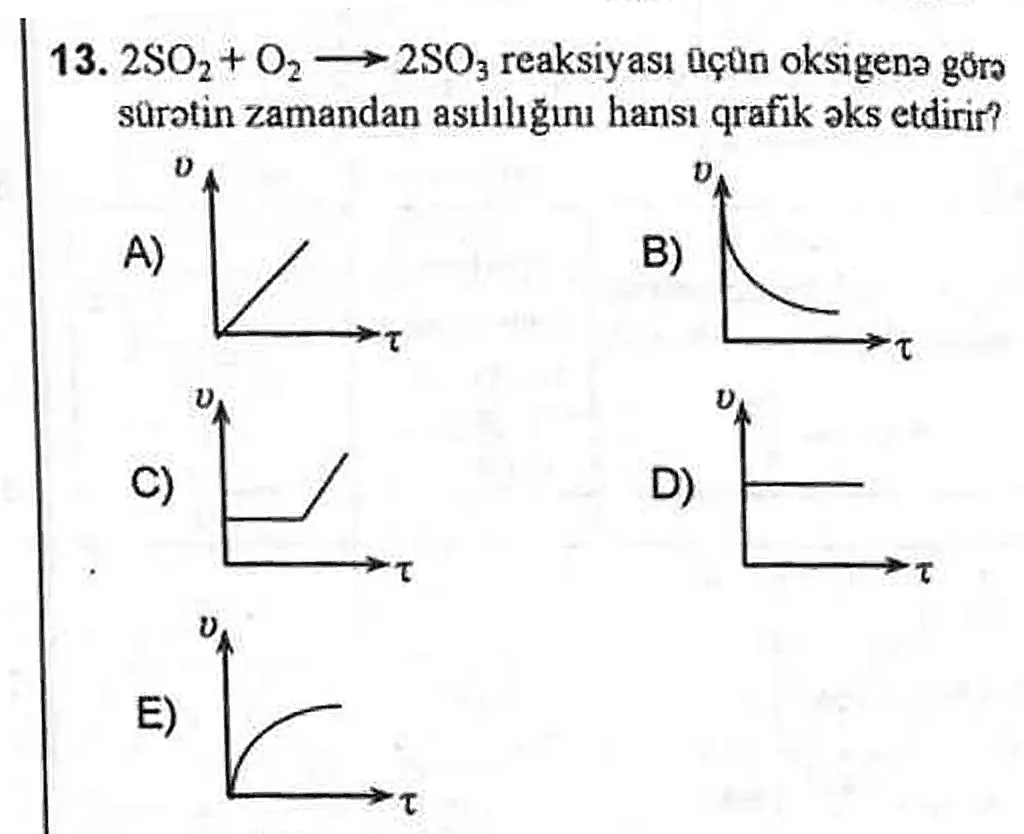 13. 2SO₂ + O₂ ⟶ 2SO₃ reaksiyası üçün oksigenə görə
sürətin zamandan asılılığını hansı qrafik əks etdirir?
υ υ
A) B)
τ τ
υ υ
C) D)
τ τ
υ
E)
τ